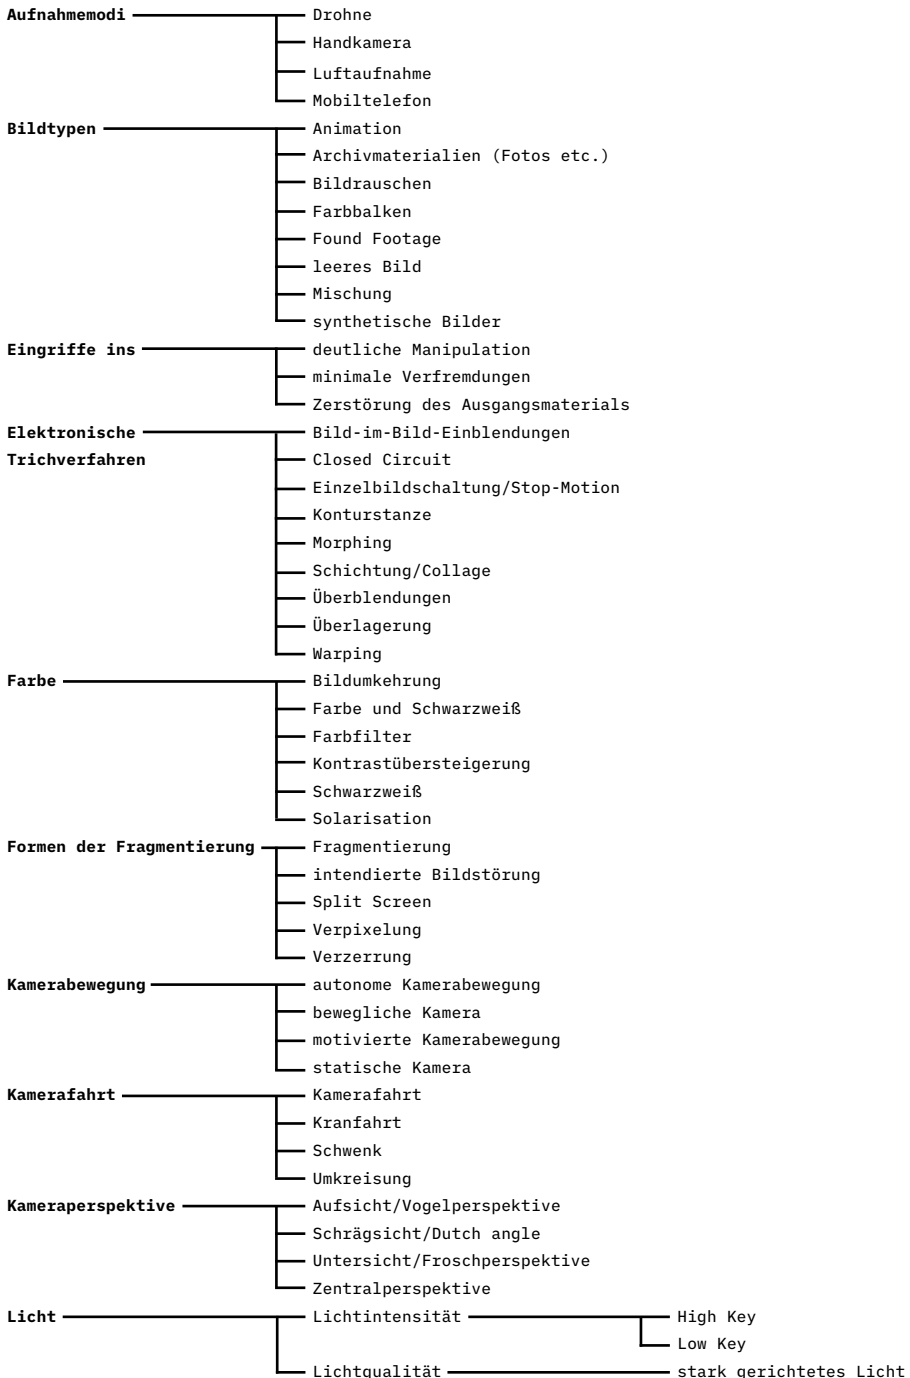 Aufnahmemodi Drohne
Handkamera
Luftaufnahme
Mobiltelefon
Bildtypen Animation
Archivmaterialien (Fotos etc.)
Bildrauschen
Farbbalken
Found Footage
leeres Bild
Mischung
synthetische Bilder
Eingriffe ins deutliche Manipulation
minimale Verfremdungen
Zerstörung des Ausgangsmaterials
Elektronische Bild-im-Bild-Einblendungen
Trichverfahren Closed Circuit
Einzelbildschaltung/Stop-Motion
Konturstanze
Morphing
Schichtung/Collage
Überblendungen
Überlagerung
Warping
Farbe Bildumkehrung
Farbe und Schwarzweiß
Farbfilter
Kontrastübersteigerung
Schwarzweiß
Solarisation
Formen der Fragmentierung Fragmentierung
intendierte Bildstörung
Split Screen
Verpixelung
Verzerrung
Kamerabewegung autonome Kamerabewegung
bewegliche Kamera
motivierte Kamerabewegung
statische Kamera
Kamerafahrt Kamerafahrt
Kranfahrt
Schwenk
Umkreisung
Kameraperspektive Aufsicht/Vogelperspektive
Schrägsicht/Dutch angle
Untersicht/Froschperspektive
Zentralperspektive
Licht Lichtintensität High Key
Low Key
Lichtqualität stark gerichtetes Licht